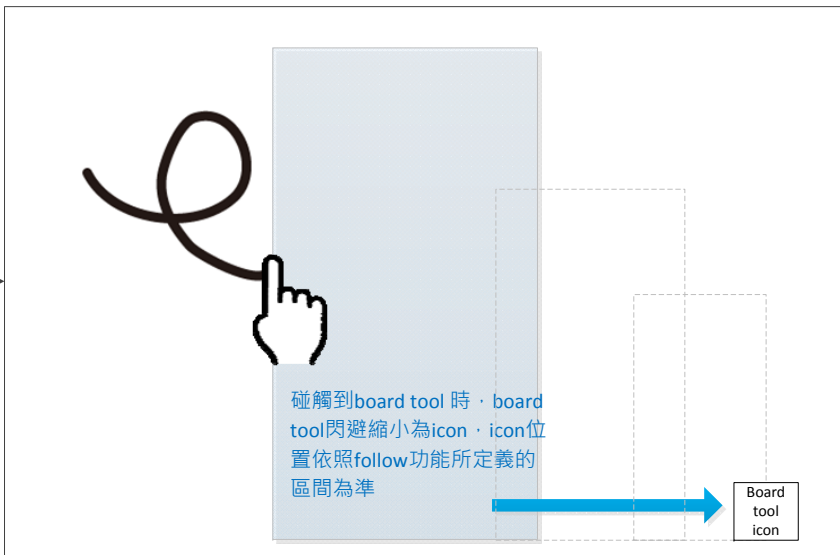 碰觸到board tool 時，board
tool閃避縮小為icon，icon位
置依照follow功能所定義的
區間為準
Board
tool
icon